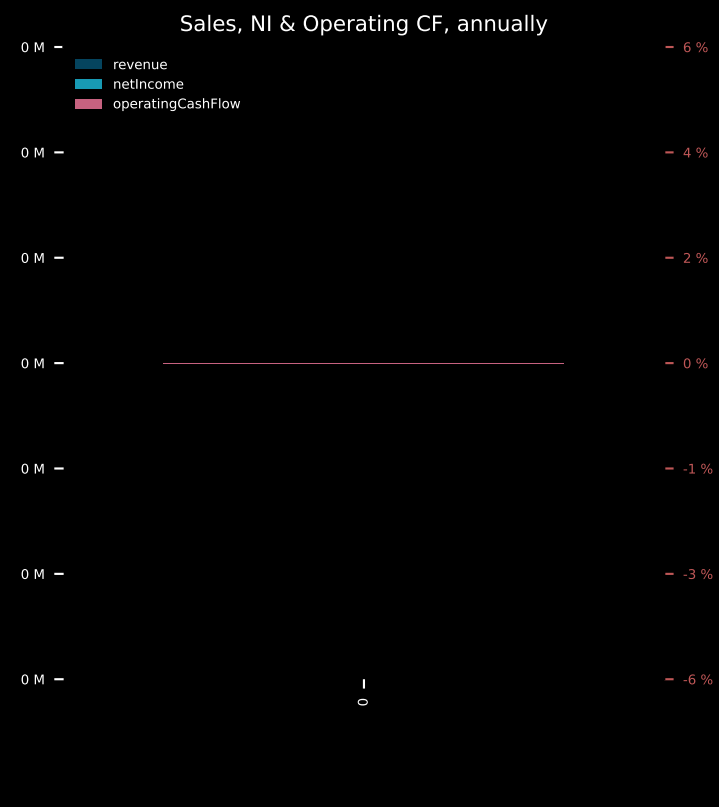 Sales, NI & Operating CF, annually
0 M
6 %
revenue
netIncome
operatingCashFlow
0 M
4 %
0 M
2 %
0 M
0 %
0 M
-1 %
0 M
-3 %
0 M
-6 %
0